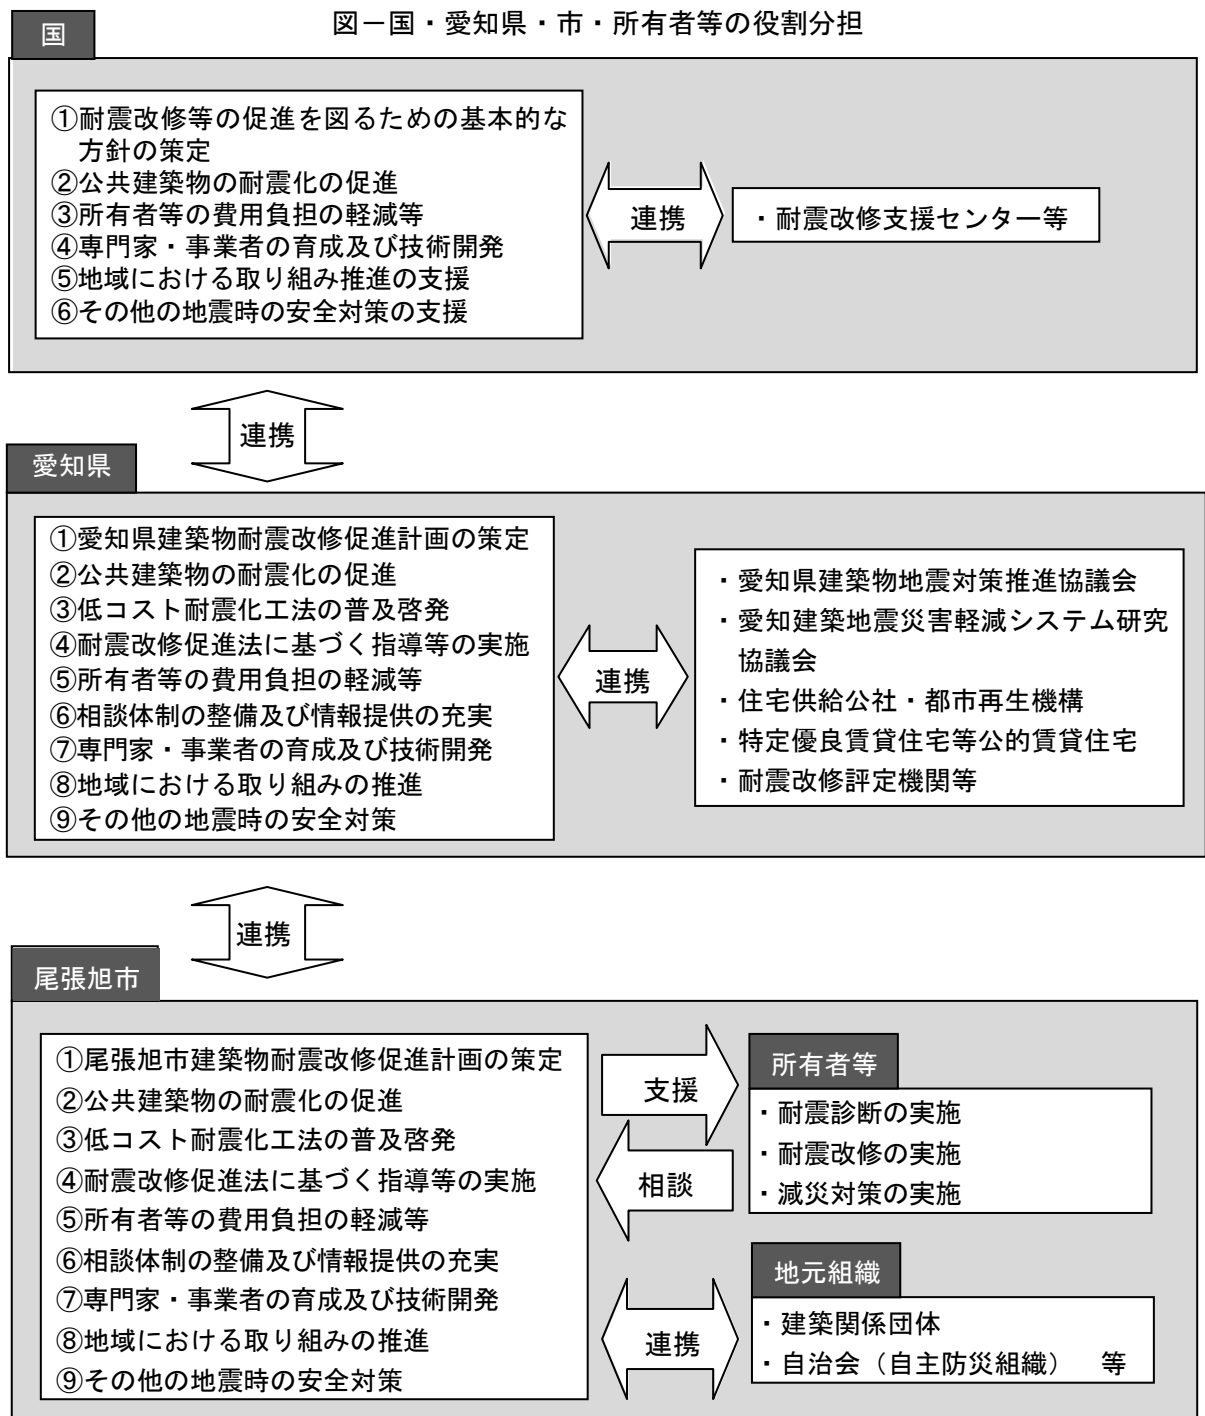 図－国・愛知県・市・所有者等の役割分担
国
①耐震改修等の促進を図るための基本的な
方針の策定
②公共建築物の耐震化の促進
③所有者等の費用負担の軽減等
④専門家・事業者の育成及び技術開発
⑤地域における取り組み推進の支援
⑥その他の地震時の安全対策の支援
連携
・耐震改修支援センター等
連携
愛知県
①愛知県建築物耐震改修促進計画の策定
②公共建築物の耐震化の促進
③低コスト耐震化工法の普及啓発
④耐震改修促進法に基づく指導等の実施
⑤所有者等の費用負担の軽減等
⑥相談体制の整備及び情報提供の充実
⑦専門家・事業者の育成及び技術開発
⑧地域における取り組みの推進
⑨その他の地震時の安全対策
連携
・愛知県建築物地震対策推進協議会
・愛知建築地震災害軽減システム研究
協議会
・住宅供給公社・都市再生機構
・特定優良賃貸住宅等公的賃貸住宅
・耐震改修評定機関等
連携
尾張旭市
①尾張旭市建築物耐震改修促進計画の策定
②公共建築物の耐震化の促進
③低コスト耐震化工法の普及啓発
④耐震改修促進法に基づく指導等の実施
⑤所有者等の費用負担の軽減等
⑥相談体制の整備及び情報提供の充実
⑦専門家・事業者の育成及び技術開発
⑧地域における取り組みの推進
⑨その他の地震時の安全対策
支援
相談
所有者等
・耐震診断の実施
・耐震改修の実施
・減災対策の実施
連携
地元組織
・建築関係団体
・自治会（自主防災組織）　等